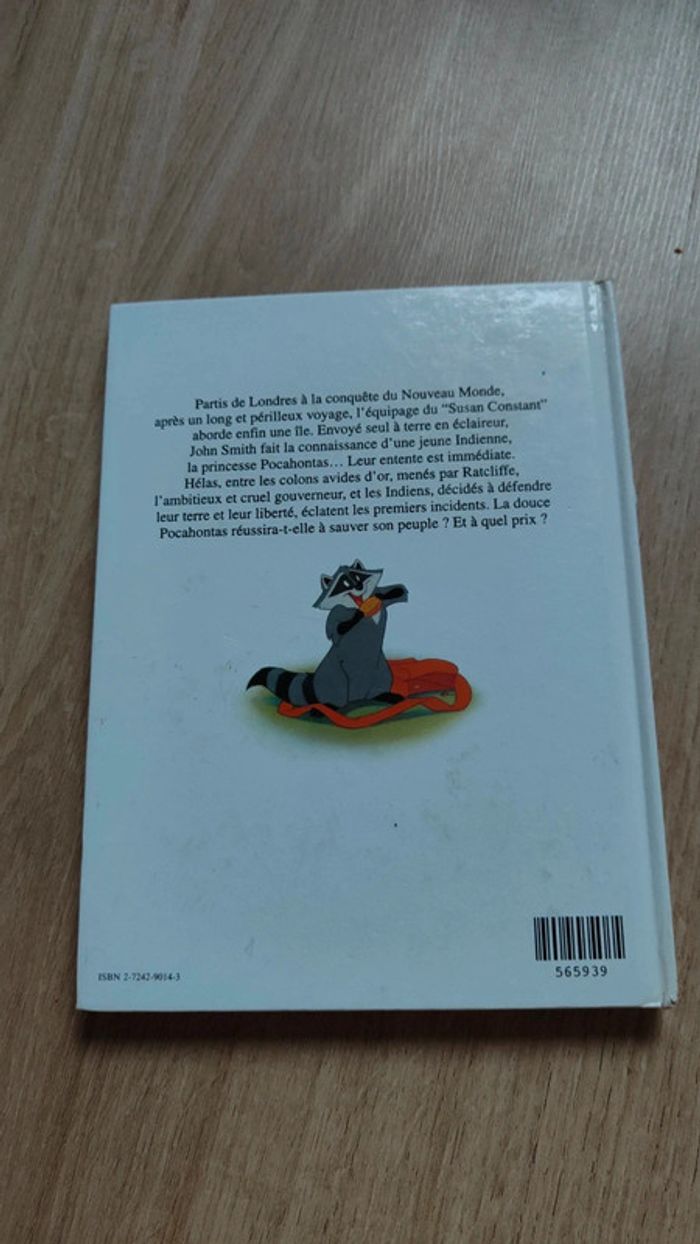 Partis de Londres à la conquête du Nouveau Monde,
après un long et périlleux voyage, l'équipage du "Susan Constant"
aborde enfin une île. Envoyé seul à terre en éclaireur,
John Smith fait la connaissance d'une jeune Indienne,
la princesse Pocahontas... Leur entente est immédiate.
Hélas, entre les colons avides d'or, menés par Ratcliffe,
l'ambitieux et cruel gouverneur, et les Indiens, décidés à défendre
leur terre et leur liberté, éclatent les premiers incidents. La douce
Pocahontas réussira-t-elle à sauver son peuple ? Et à quel prix ?
ISBN 2-7242-9014-3
565939